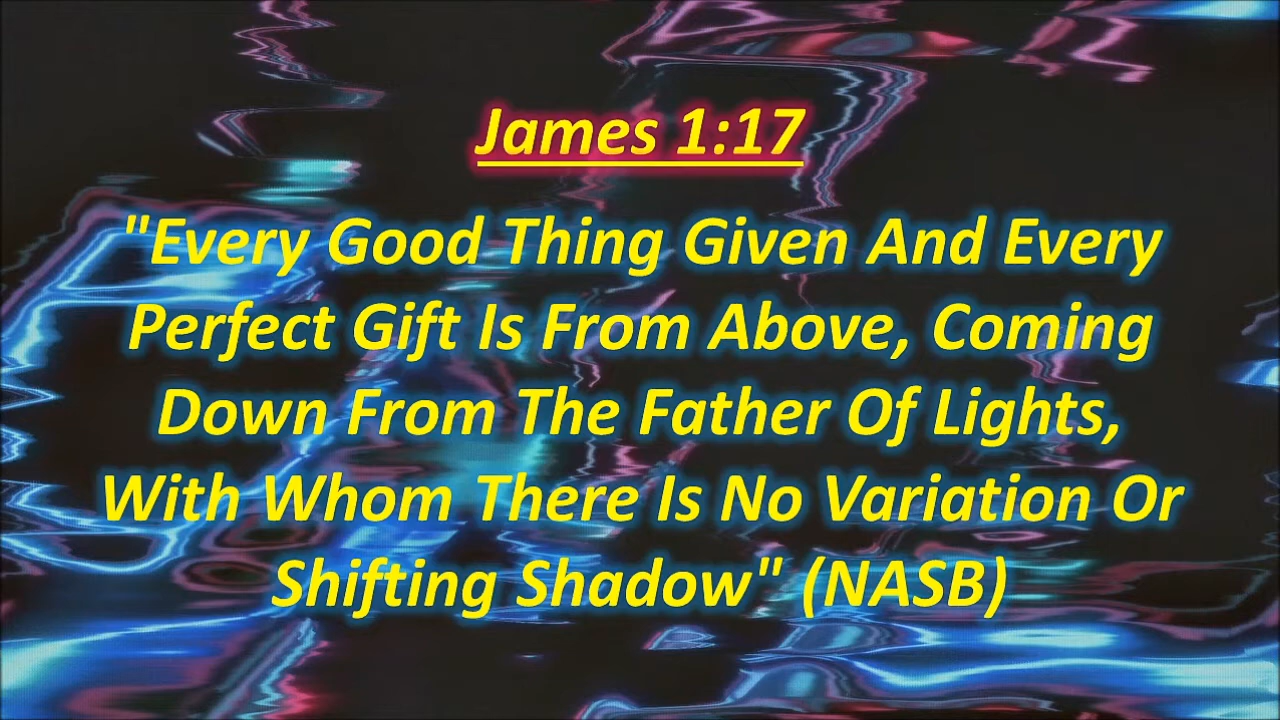 James 1:17
"Every Good Thing Given And Every
Perfect Gift Is From Above, Coming
Down From The Father Of Lights,
With Whom There Is No Variation Or
Shifting Shadow" (NASB)